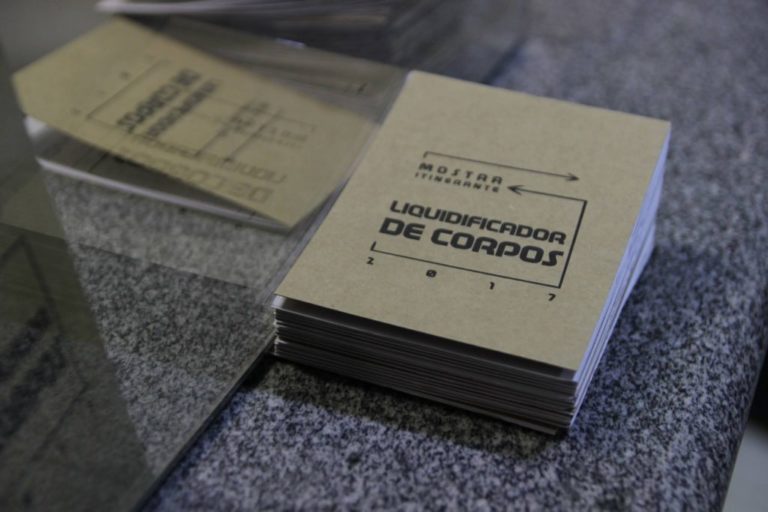 MOSTRA
ITINERANTE
LIQUIDIFICADOR
DE CORPOS
2 0 1 7